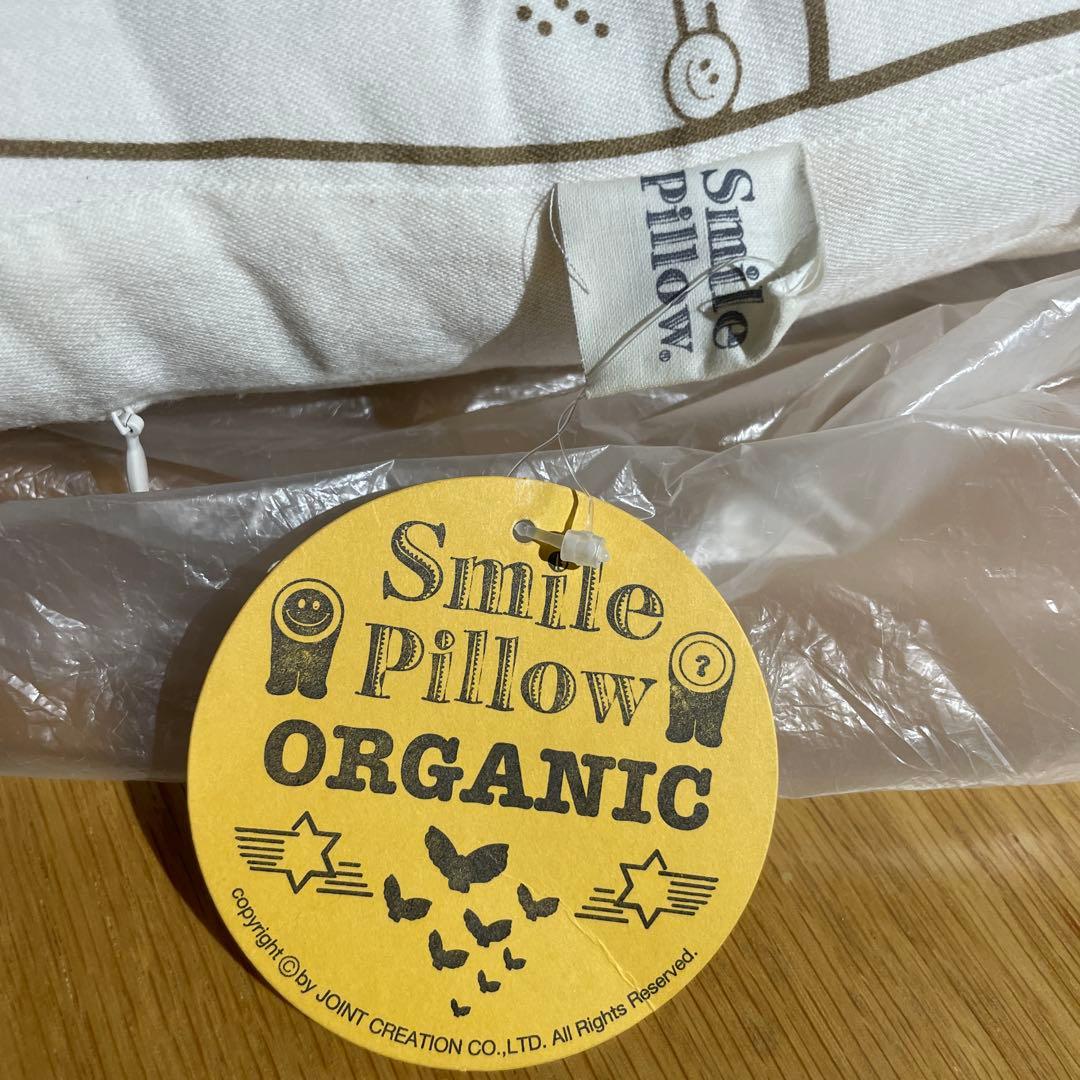 Smile
Pillow.®
Smile
Pillow
?
ORGANIC
copyright © by JOINT CREATION CO.,LTD. All Rights Reserved.